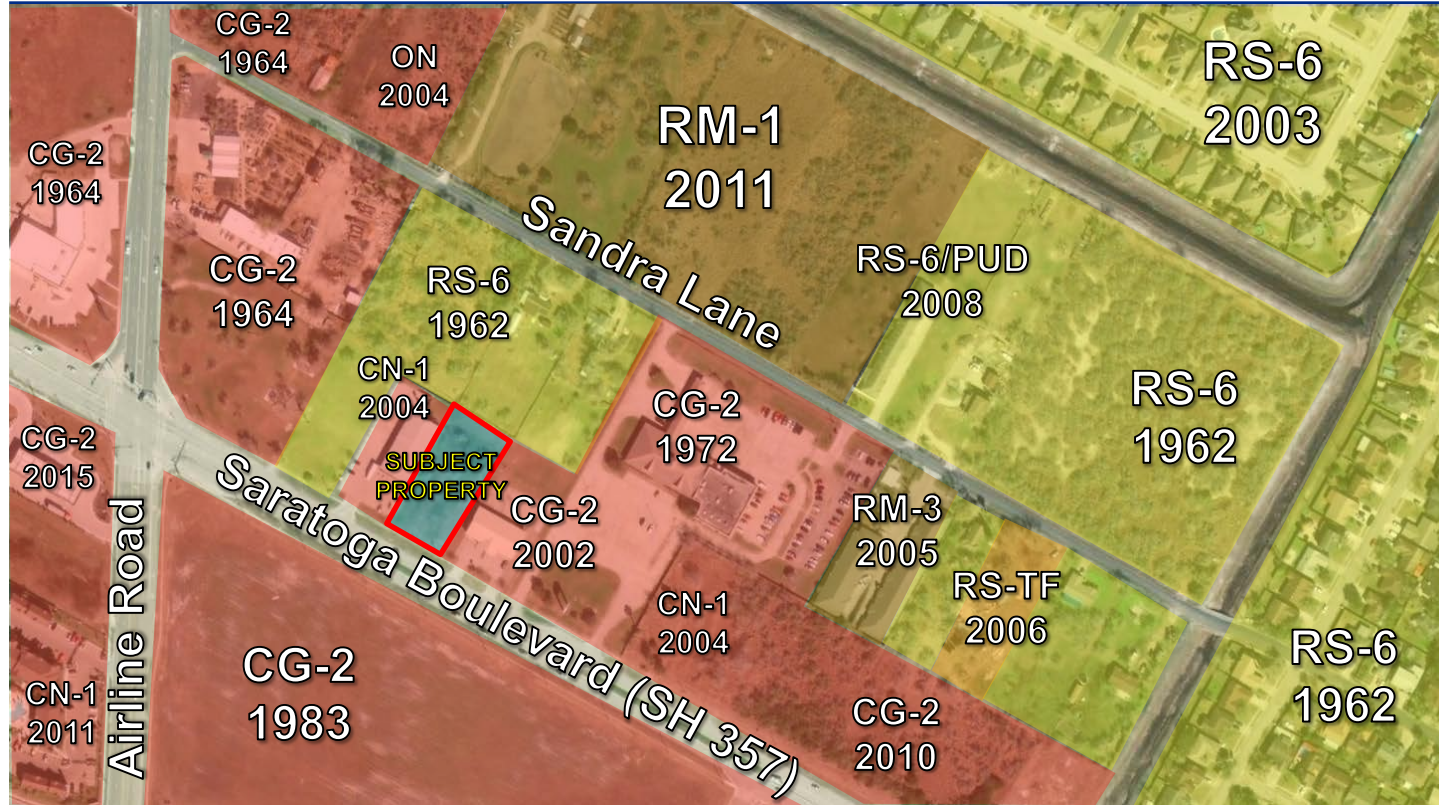 CG-2
1964
ON
2004
RS-6
2003
RM-1
2011
CG-2
1964
Sandra Lane
RS-6/PUD
2008
CG-2
1964
RS-6
1962
CN-1
2004
CG-2
1972
RS-6
1962
CG-2
2015
SUBJECT
PROPERTY
CG-2
2002
RM-3
2005
RS-TF
2006
CN-1
2004
Saratoga Boulevard (SH 357)
Airline Road
CG-2
1983
CN-1
2011
CG-2
2010
RS-6
1962